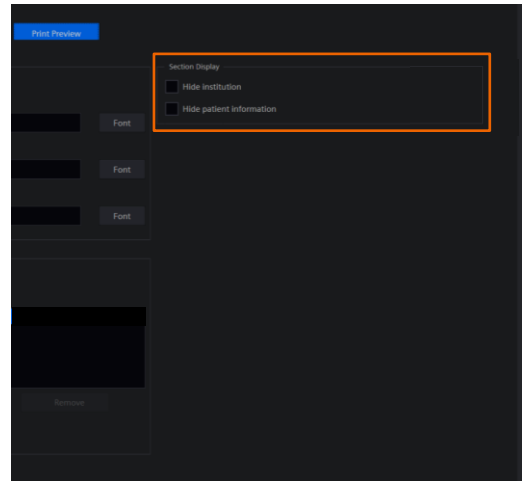 Print Preview
Section Display
Hide institution
Hide patient information
Font
Font
Font
Remove